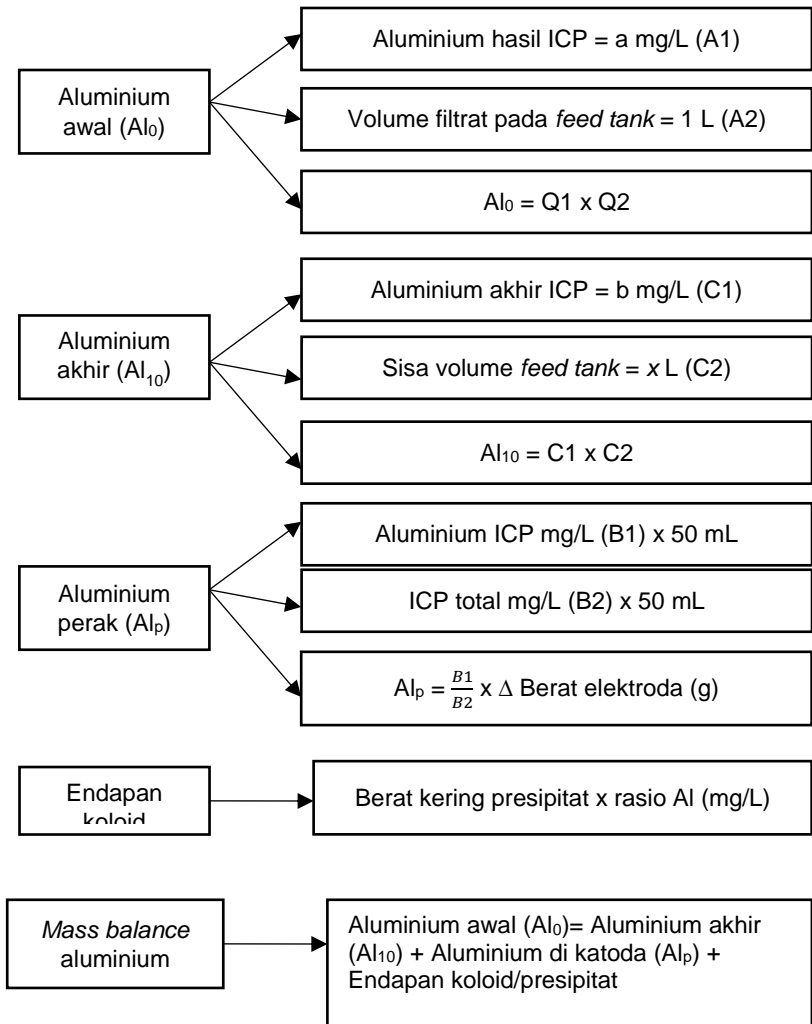 Aluminium
awal (Al₀)
Aluminium hasil ICP = a mg/L (A1)
Volume filtrat pada feed tank = 1 L (A2)
Al₀ = Q1 x Q2
Aluminium
akhir (Al₁₀)
Aluminium akhir ICP = b mg/L (C1)
Sisa volume feed tank = x L (C2)
Al₁₀ = C1 x C2
Aluminium
perak (Alₚ)
Aluminium ICP mg/L (B1) x 50 mL
ICP total mg/L (B2) x 50 mL
Alₚ = B1/B2 x Δ Berat elektroda (g)
Endapan
koloid
Berat kering presipitat x rasio Al (mg/L)
Mass balance
aluminium
Aluminium awal (Al₀)= Aluminium akhir
(Al₁₀) + Aluminium di katoda (Alₚ) +
Endapan koloid/presipitat